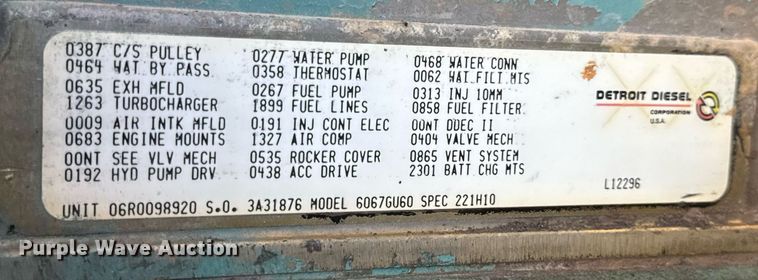 0387 C/S PULLEY 0277 WATER PUMP 0468 WATER CONN
0464 WAT BY PASS 0358 THERMOSTAT 0062 WAT FILT MTS
0635 EXH MFLD 0267 FUEL PUMP 0313 INJ 10MM
1263 TURBOCHARGER 1899 FUEL LINES 0858 FUEL FILTER
0009 AIR INTK MFLD 0191 INJ CONT ELEC 00NT DDEC II
0683 ENGINE MOUNTS 1327 AIR COMP 0404 VALVE MECH
00NT SEE VLV MECH 0535 ROCKER COVER 0865 VENT SYSTEM
0192 HYD PUMP DRV 0438 ACC DRIVE 2301 BATT CHG MTS
DETROIT DIESEL
CORPORATION
U.S.A.
L12296
UNIT 06R0098920 S.O. 3A31876 MODEL 6067GU60 SPEC 221H10
Purple Wave Auction